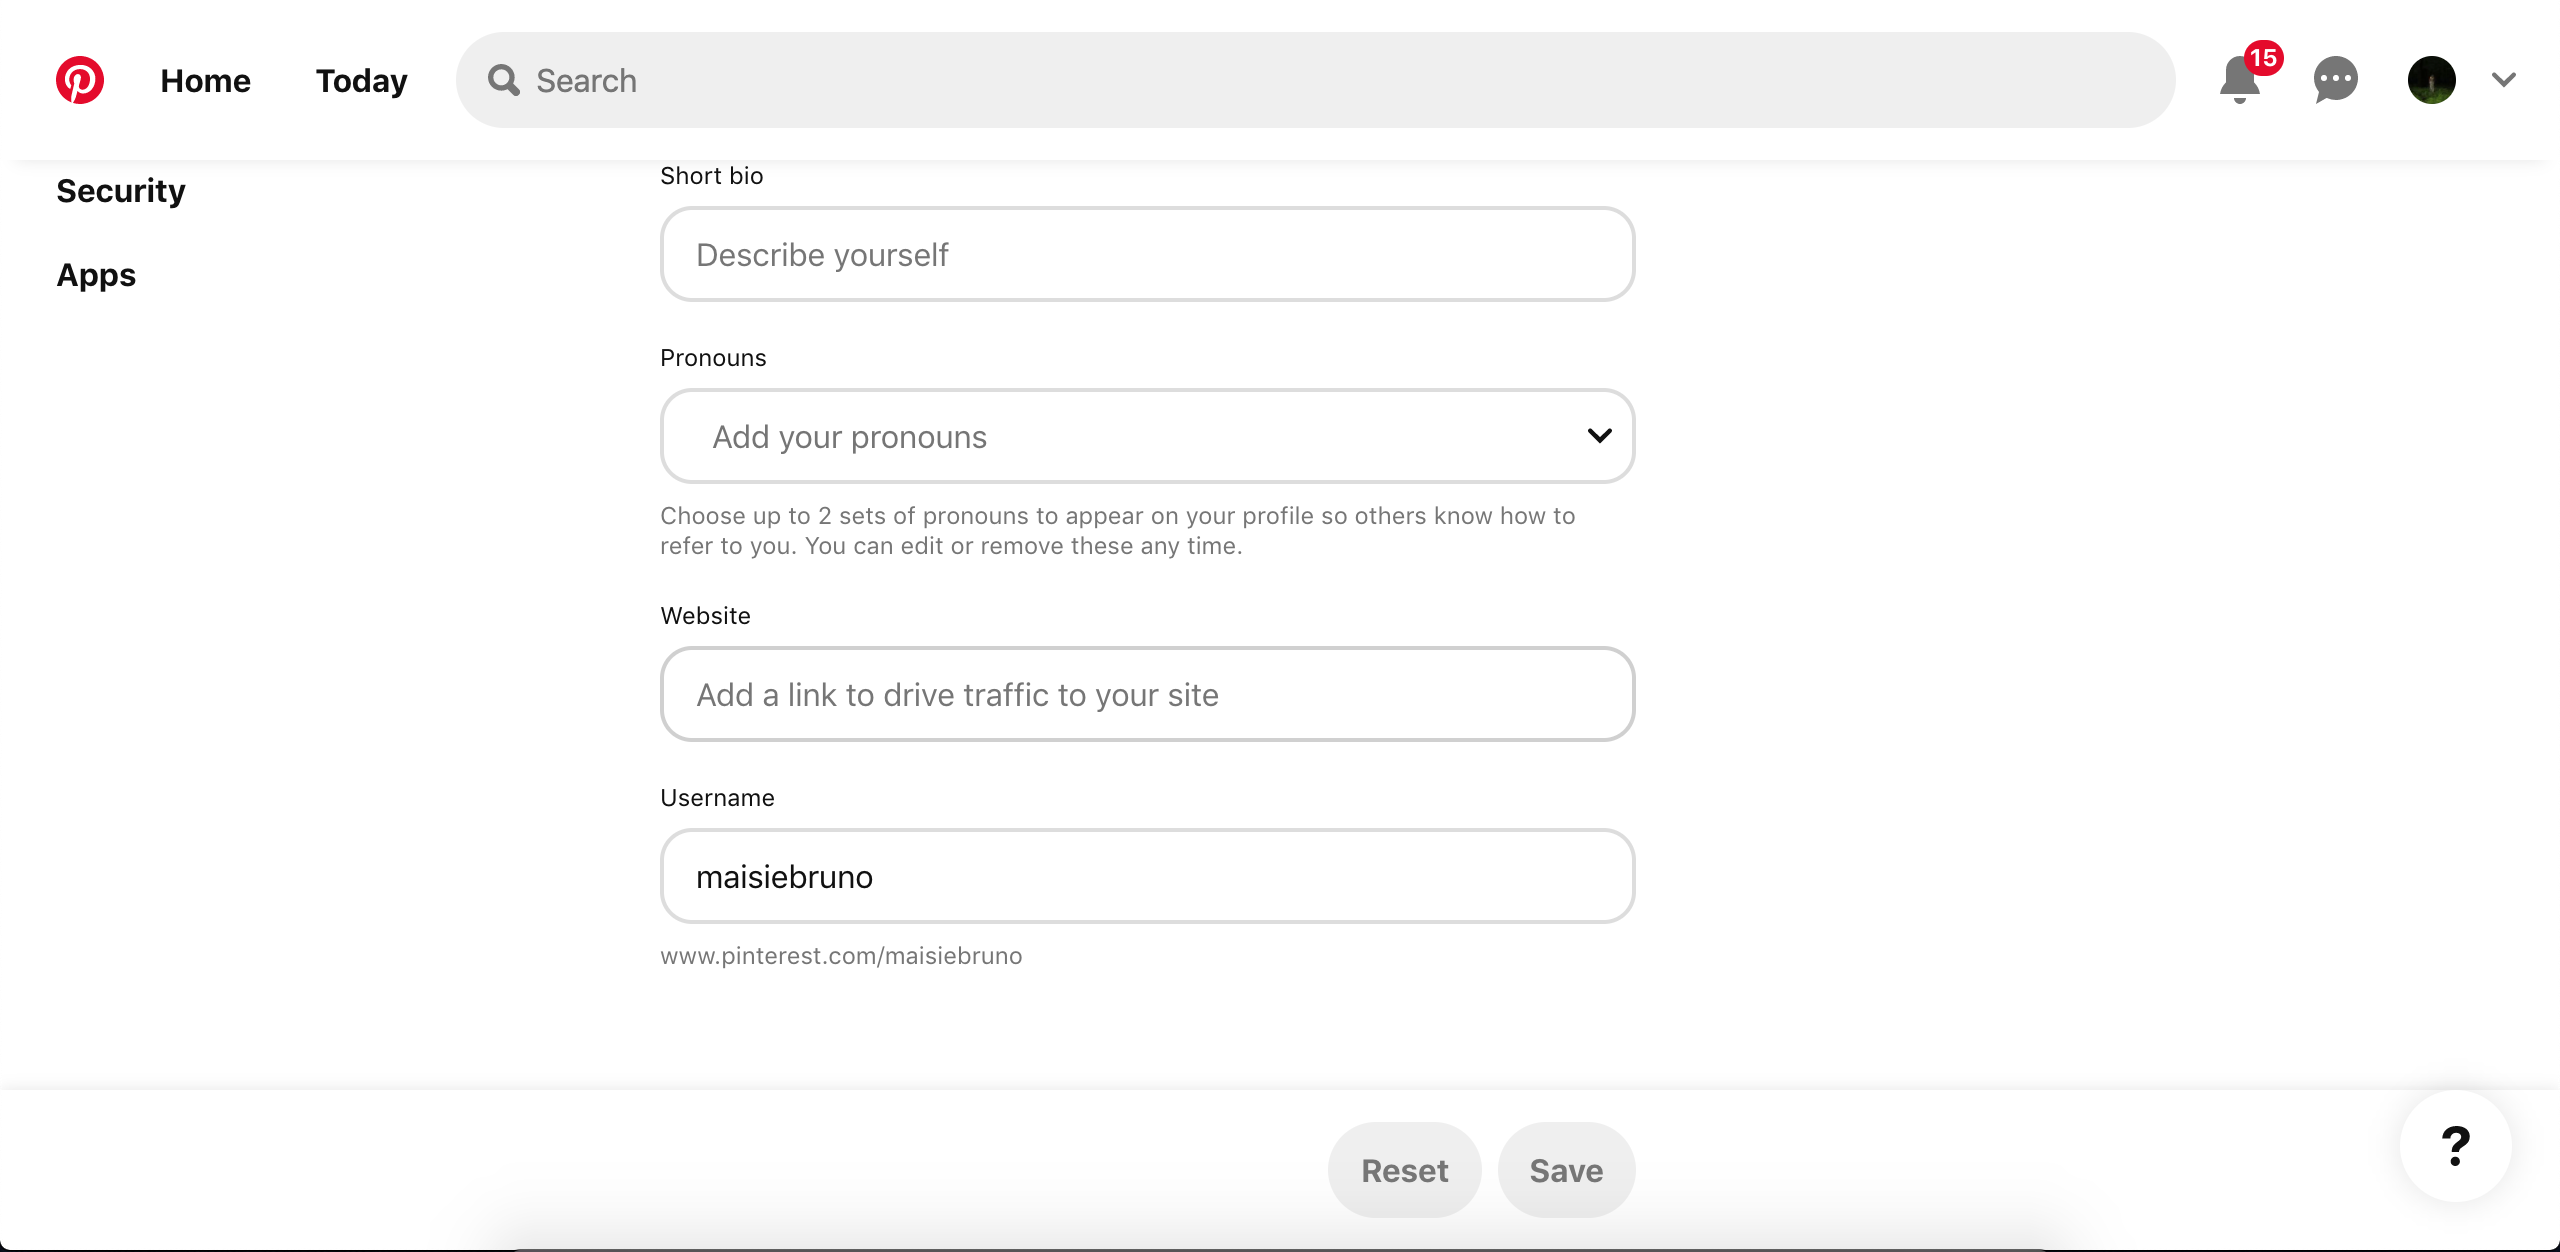 Home
Today
Search
15
Security
Apps
Short bio
Describe yourself
Pronouns
Add your pronouns
Choose up to 2 sets of pronouns to appear on your profile so others know how to
refer to you. You can edit or remove these any time.
Website
Add a link to drive traffic to your site
Username
maisiebruno
www.pinterest.com/maisiebruno
Reset
Save
?